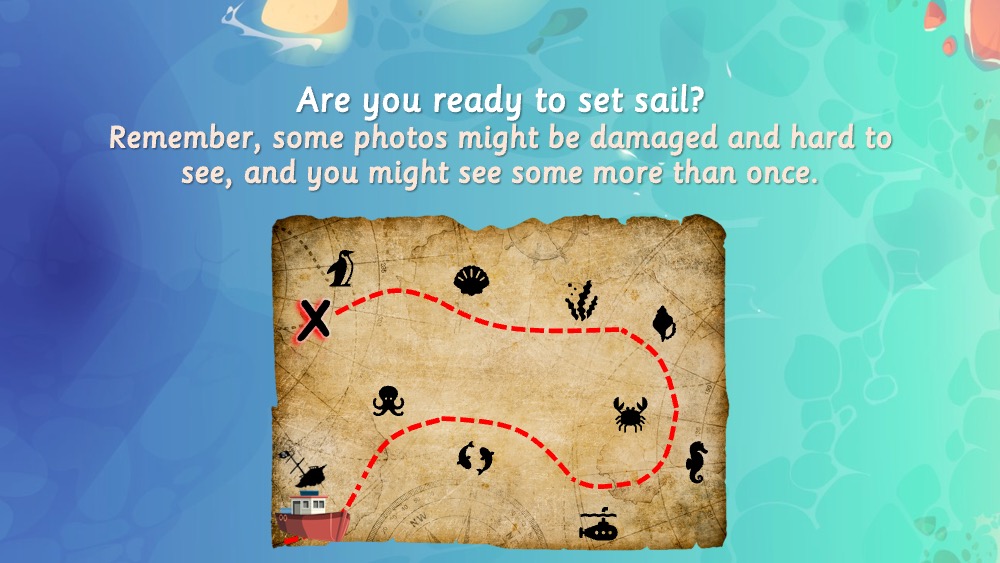 Are you ready to set sail?
Remember, some photos might be damaged and hard to
see, and you might see some more than once.
NW